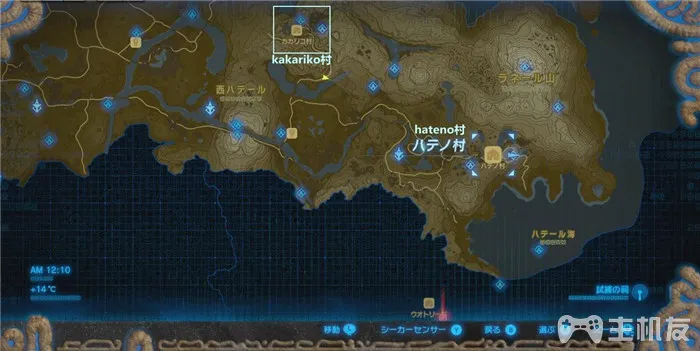 カカリコ村
kakariko村
西ハテール
ラネール山
hateno村
ハテノ村
ハテノ村
ハテール海
AM 12:10
+14℃
試練の祠
ウオトリー村
移動 L
シーカーセンサー Y
戻る B
選ぶ
主机友